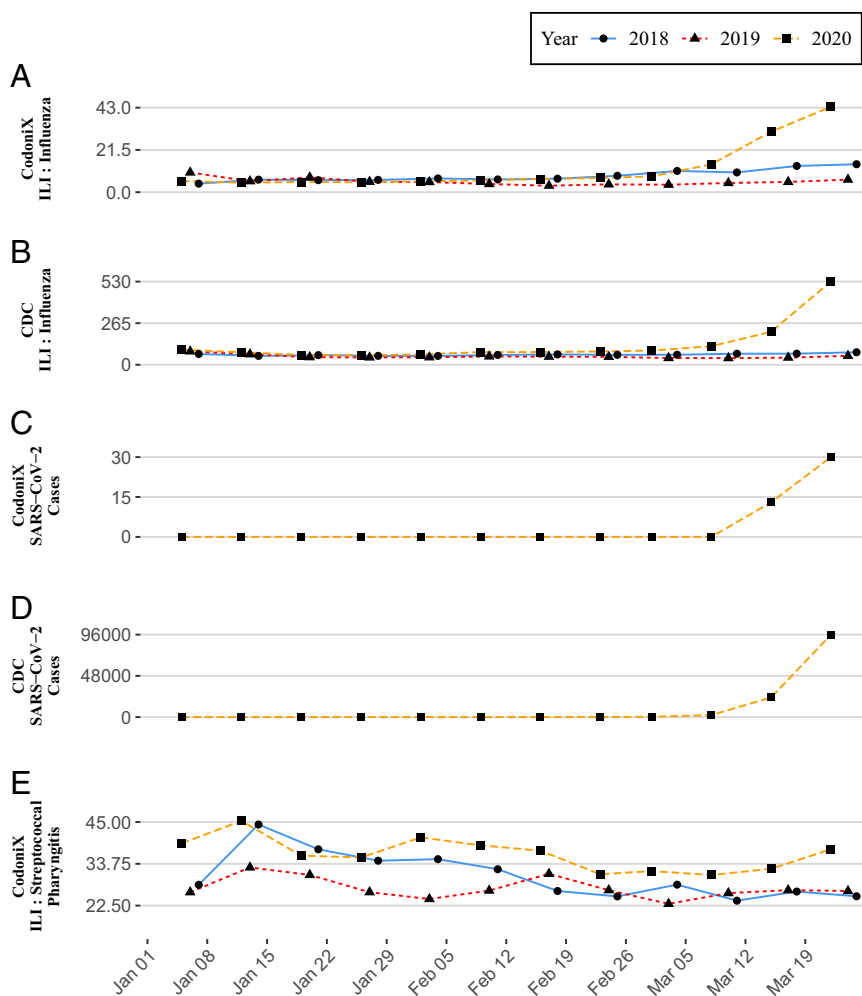 Year 2018 2019 2020
A
CodoniX
ILI : Influenza
43.0
21.5
0.0
B
CDC
ILI : Influenza
530
265
0
C
CodoniX
SARS−CoV−2
Cases
30
15
0
D
CDC
SARS−CoV−2
Cases
96000
48000
0
E
CodoniX
ILI : Streptococcal
Pharyngitis
45.00
33.75
22.50
Jan 01
Jan 08
Jan 15
Jan 22
Jan 29
Feb 05
Feb 12
Feb 19
Feb 26
Mar 05
Mar 12
Mar 19